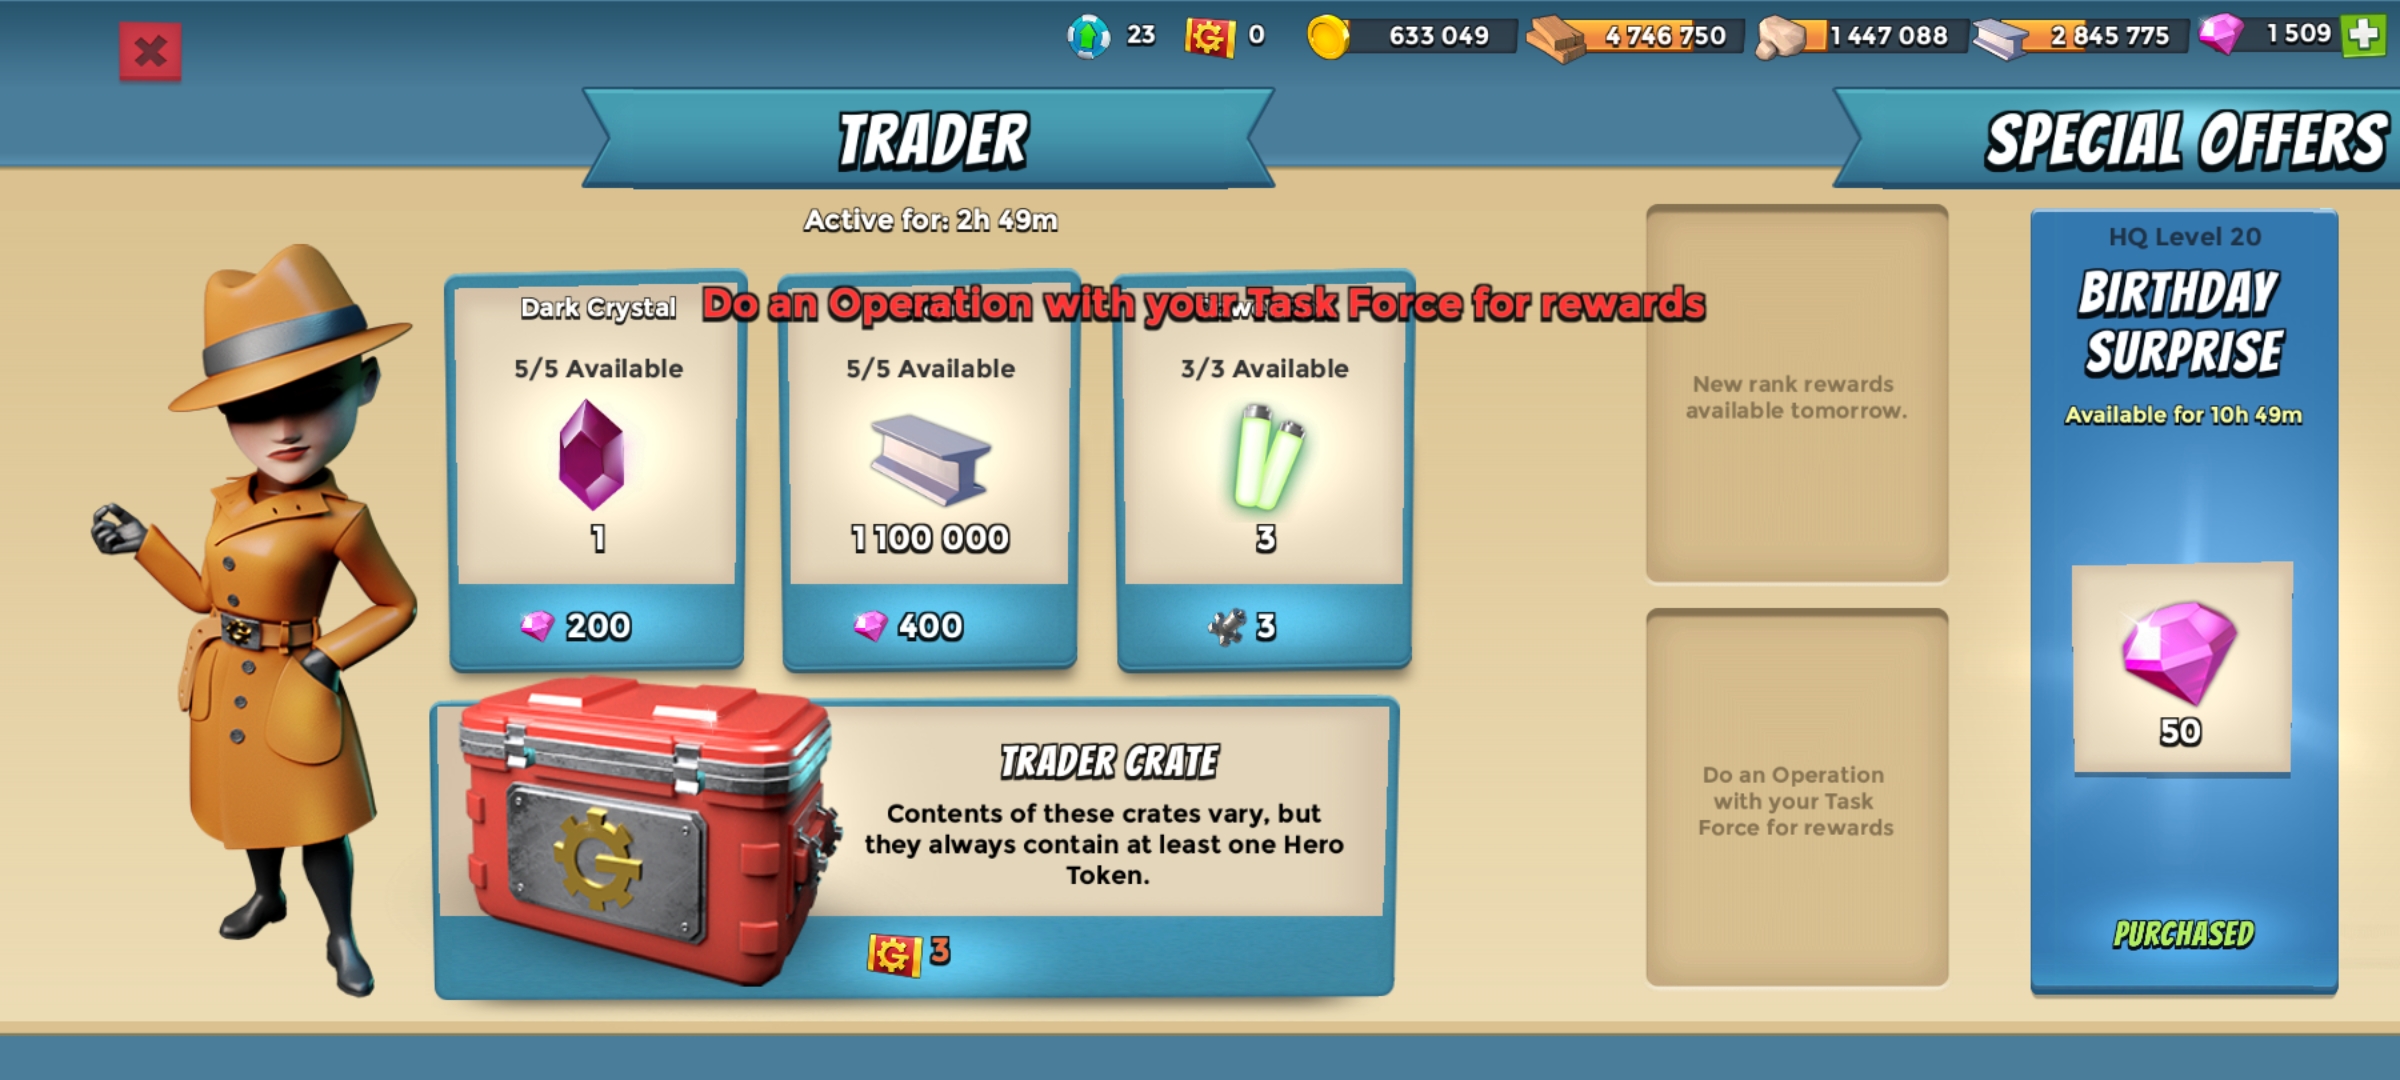 23
0
633 049
4 746 750
1 447 088
2 845 775
1 509
TRADER
SPECIAL OFFERS
Active for: 2h 49m
Do an Operation with your Task Force for rewards
Dark Crystal
5/5 Available
1
200
5/5 Available
1 100 000
400
3/3 Available
3
3
TRADER CRATE
Contents of these crates vary, but
they always contain at least one Hero
Token.
3
New rank rewards
available tomorrow.
Do an Operation
with your Task
Force for rewards
HQ Level 20
BIRTHDAY
SURPRISE
Available for 10h 49m
50
PURCHASED